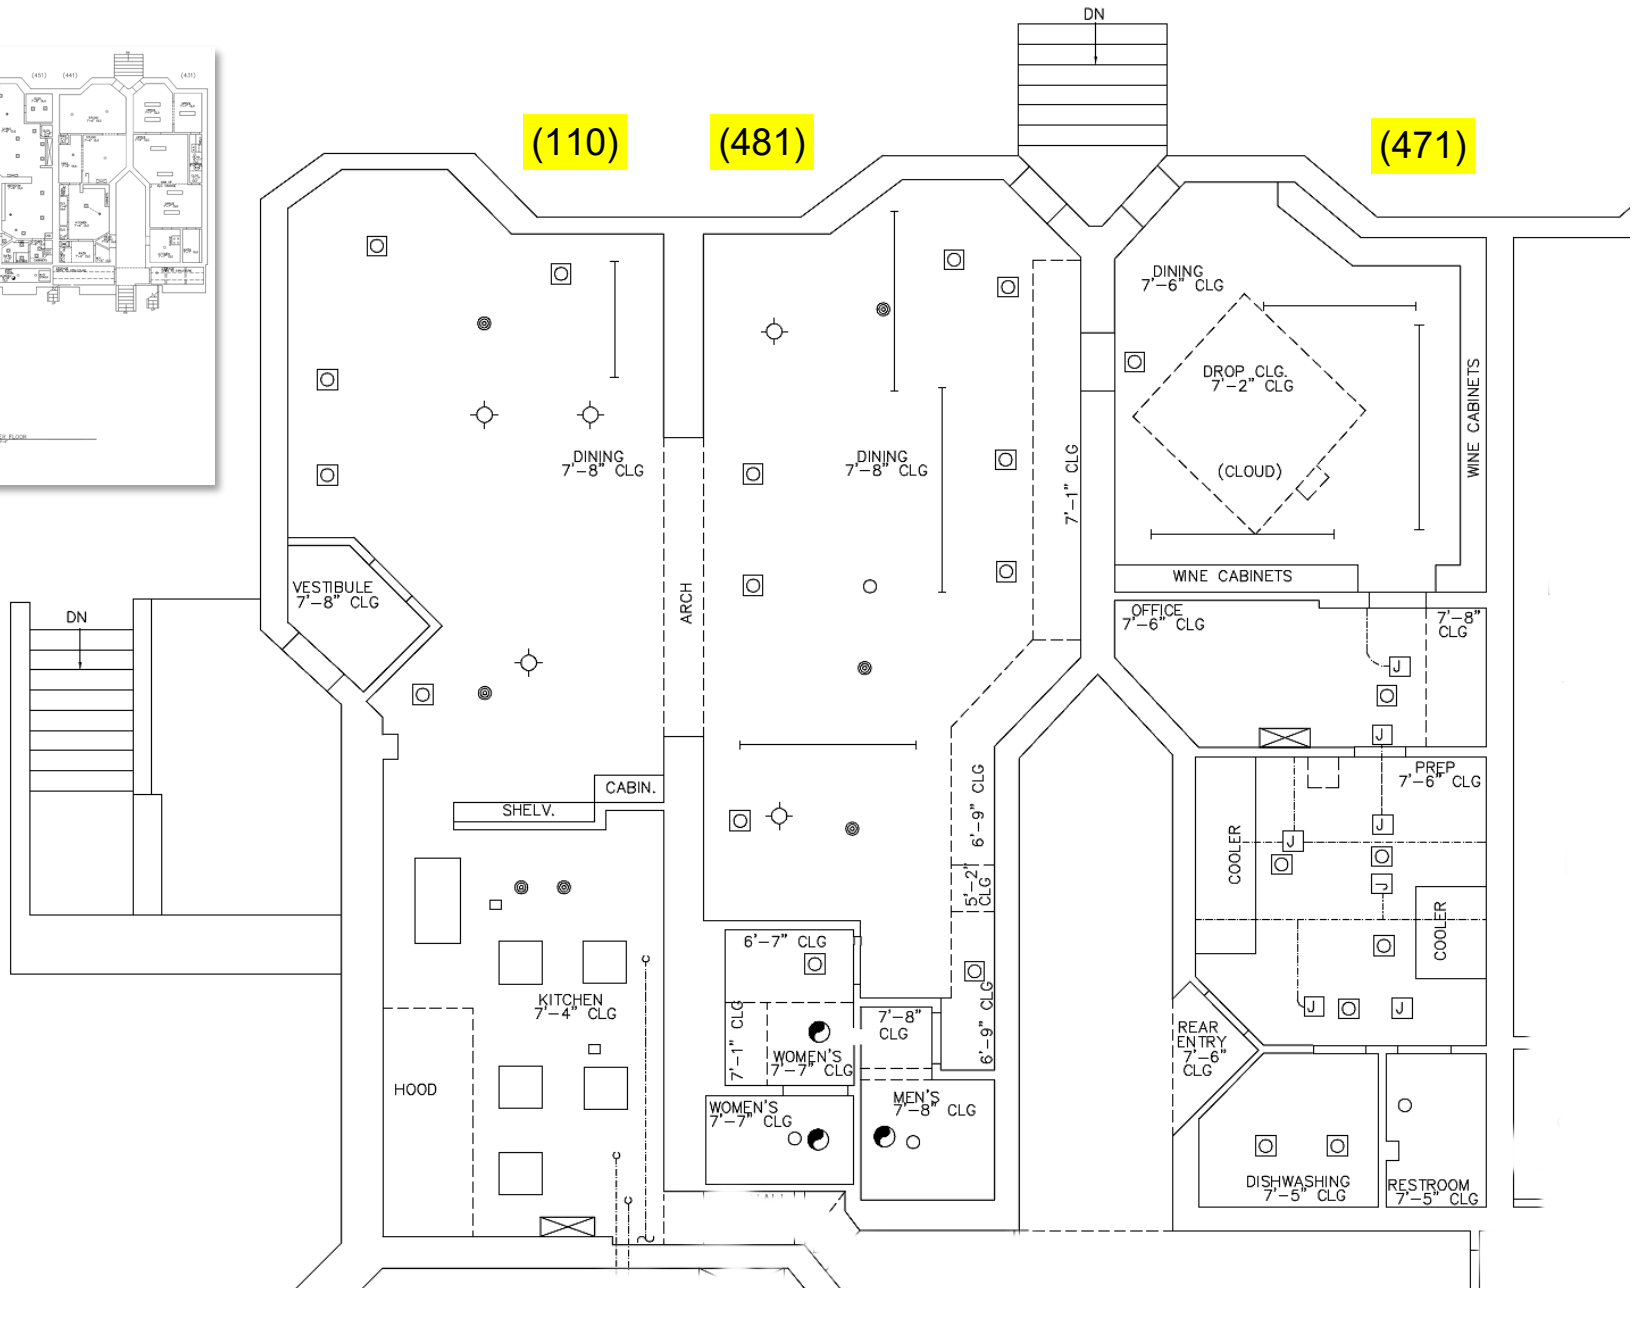 DN
(451)
(441)
(431)
(110)
(481)
(471)
DINING
7'-6" CLG
DROP CLG.
7'-2" CLG
(CLOUD)
WINE CABINETS
WINE CABINETS
DINING
7'-8" CLG
DINING
7'-8" CLG
7'-1" CLG
ARCH
VESTIBULE
7'-8" CLG
DN
OFFICE
7'-6" CLG
7'-8"
CLG
J
J
PREP
7'-6" CLG
CABIN.
SHELV.
6'-9" CLG
5'-2"
CLG
COOLER
J
J
J
COOLER
6'-7" CLG
KITCHEN
7'-4" CLG
7'-1" CLG
WOMEN'S
7'-7" CLG
7'-8"
CLG
6'-9" CLG
J
J
REAR
ENTRY
7'-6"
CLG
HOOD
WOMEN'S
7'-7" CLG
MEN'S
7'-8" CLG
DISHWASHING
7'-5" CLG
RESTROOM
7'-5" CLG